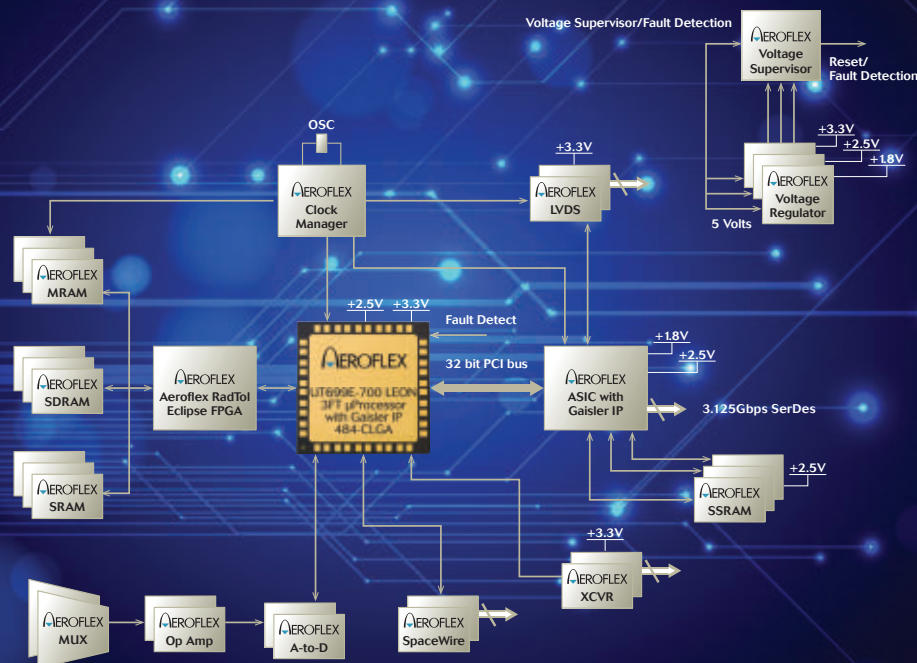 Voltage Supervisor/Fault Detection
AEROFLEX
Voltage
Supervisor
Reset/
Fault Detection
+3.3V
+2.5V
+1.8V
AEROFLEX
Voltage
Regulator
5 Volts
OSC
AEROFLEX
Clock
Manager
+3.3V
AEROFLEX
LVDS
AEROFLEX
MRAM
AEROFLEX
SDRAM
AEROFLEX
SRAM
AEROFLEX
Aeroflex RadTol
Eclipse FPGA
+2.5V
+3.3V
Fault Detect
AEROFLEX
UT699E-700 LEON
3FT µProcessor
with Gaisler IP
484-CLGA
32 bit PCI bus
AEROFLEX
ASIC with
Gaisler IP
+1.8V
+2.5V
3.125Gbps SerDes
AEROFLEX
SSRAM
+2.5V
+3.3V
AEROFLEX
XCVR
AEROFLEX
MUX
AEROFLEX
Op Amp
AEROFLEX
A-to-D
AEROFLEX
SpaceWire